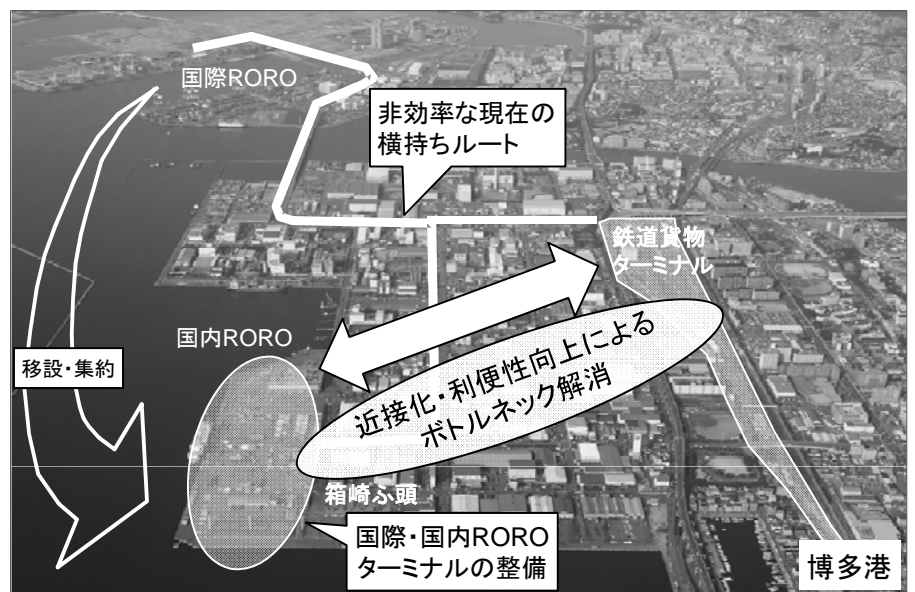 国際RORO
非効率な現在の
横持ちルート
鉄道貨物
ターミナル
国内RORO
移設・集約
近接化・利便性向上による
ボトルネック解消
箱崎ふ頭
国際・国内RORO
ターミナルの整備
博多港